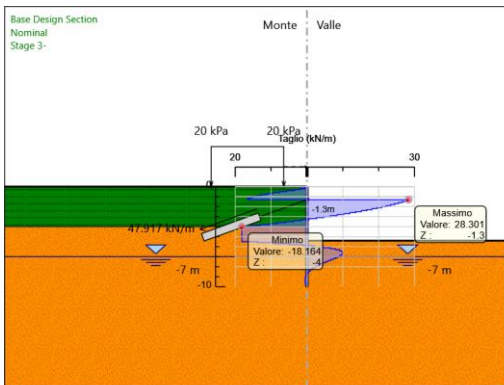 Base Design Section
Nominal
Stage 3-
Monte
Valle
20 kPa
20 kPa
Taglio (kN/m)
20
30
0
-1.3m
47.917 kN/m
Massimo
Valore: 28.301
Z : -1.3
Minimo
Valore: -18.164
Z : -4
-7 m
-7 m
-10